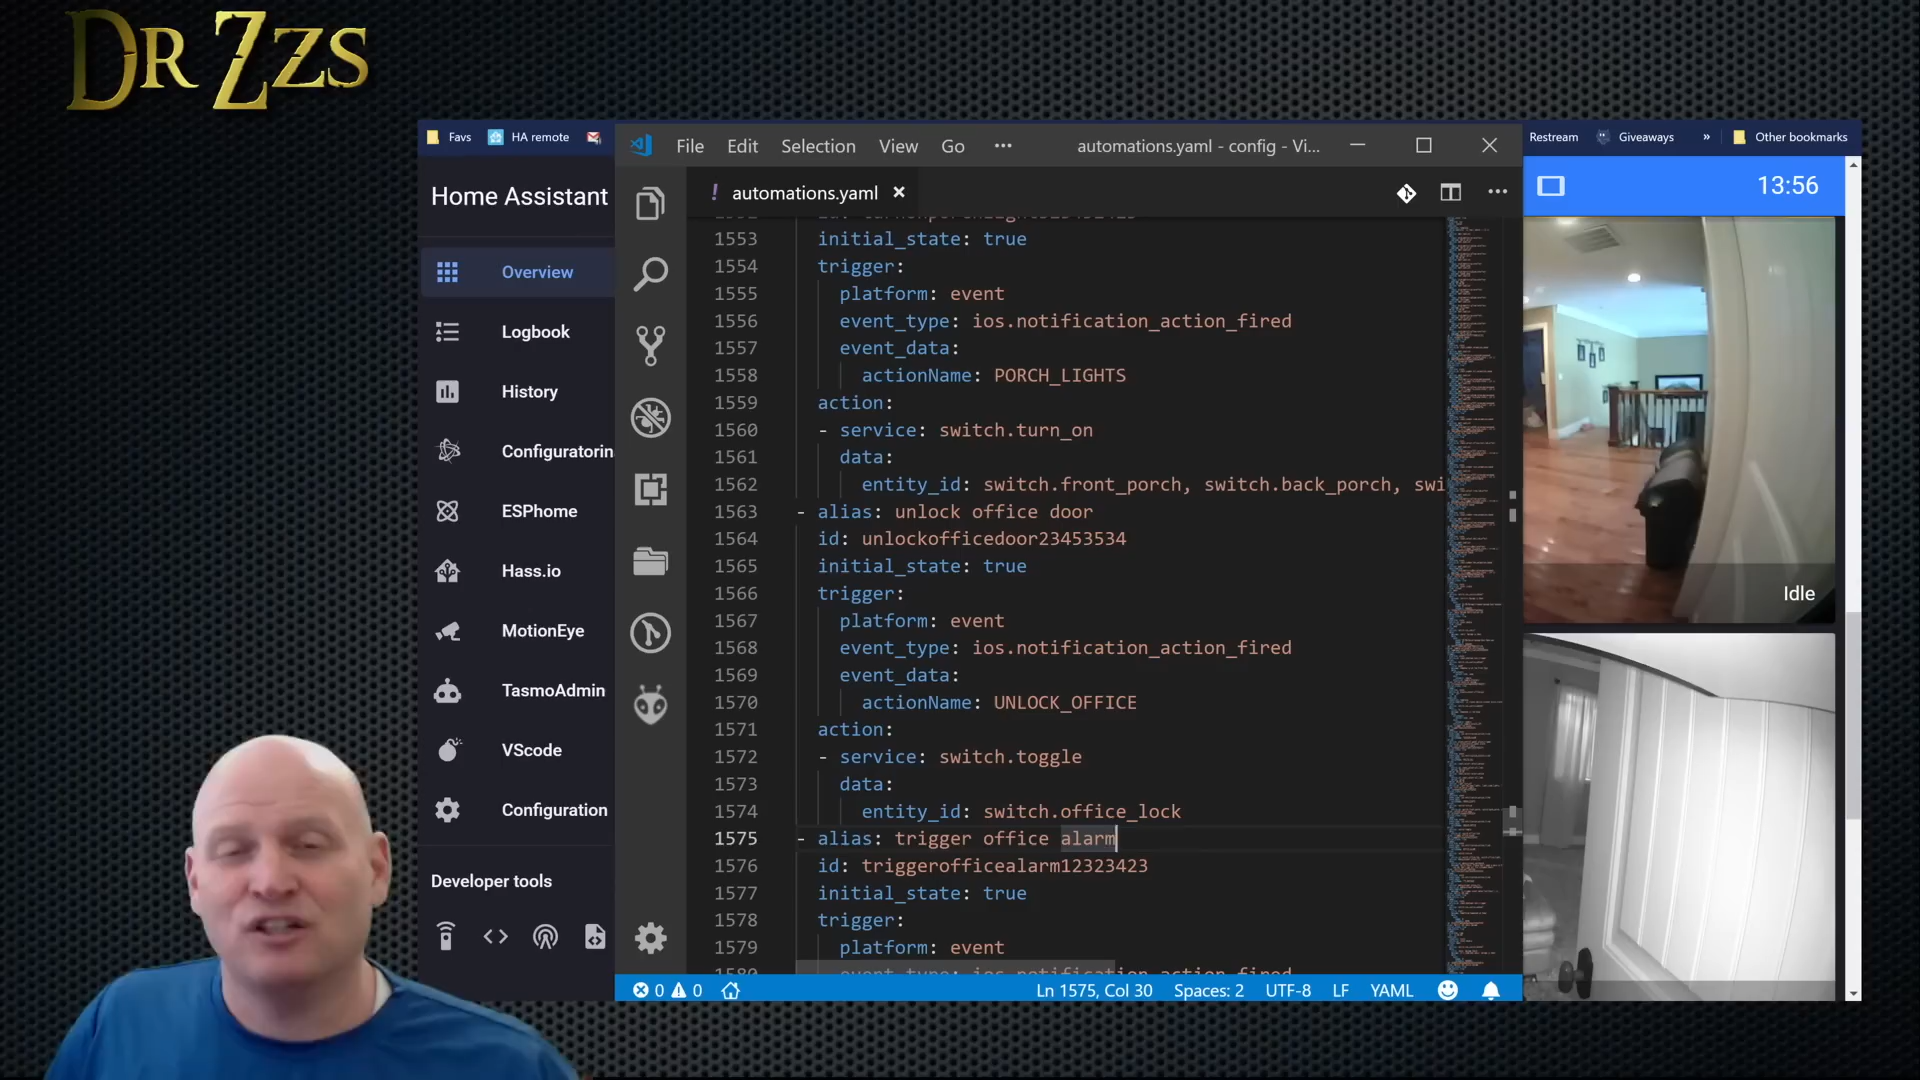 DR ZZS
Favs
HA remote
File Edit Selection View Go ··· automations.yaml - config - Vi...
Restream Giveaways » Other bookmarks
Home Assistant
Overview
Logbook
History
Configuratorin
ESPhome
Hass.io
MotionEye
TasmoAdmin
VScode
Configuration
Developer tools
! automations.yaml ×
1553 initial_state: true
1554 trigger:
1555 platform: event
1556 event_type: ios.notification_action_fired
1557 event_data:
1558 actionName: PORCH_LIGHTS
1559 action:
1560 - service: switch.turn_on
1561 data:
1562 entity_id: switch.front_porch, switch.back_porch, swi
1563 - alias: unlock office door
1564 id: unlockofficedoor23453534
1565 initial_state: true
1566 trigger:
1567 platform: event
1568 event_type: ios.notification_action_fired
1569 event_data:
1570 actionName: UNLOCK_OFFICE
1571 action:
1572 - service: switch.toggle
1573 data:
1574 entity_id: switch.office_lock
1575 - alias: trigger office alarm
1576 id: triggerofficealarm12323423
1577 initial_state: true
1578 trigger:
1579 platform: event
1580 event_type: ios.notification_action_fired
0 0 Ln 1575, Col 30 Spaces: 2 UTF-8 LF YAML
13:56
Idle